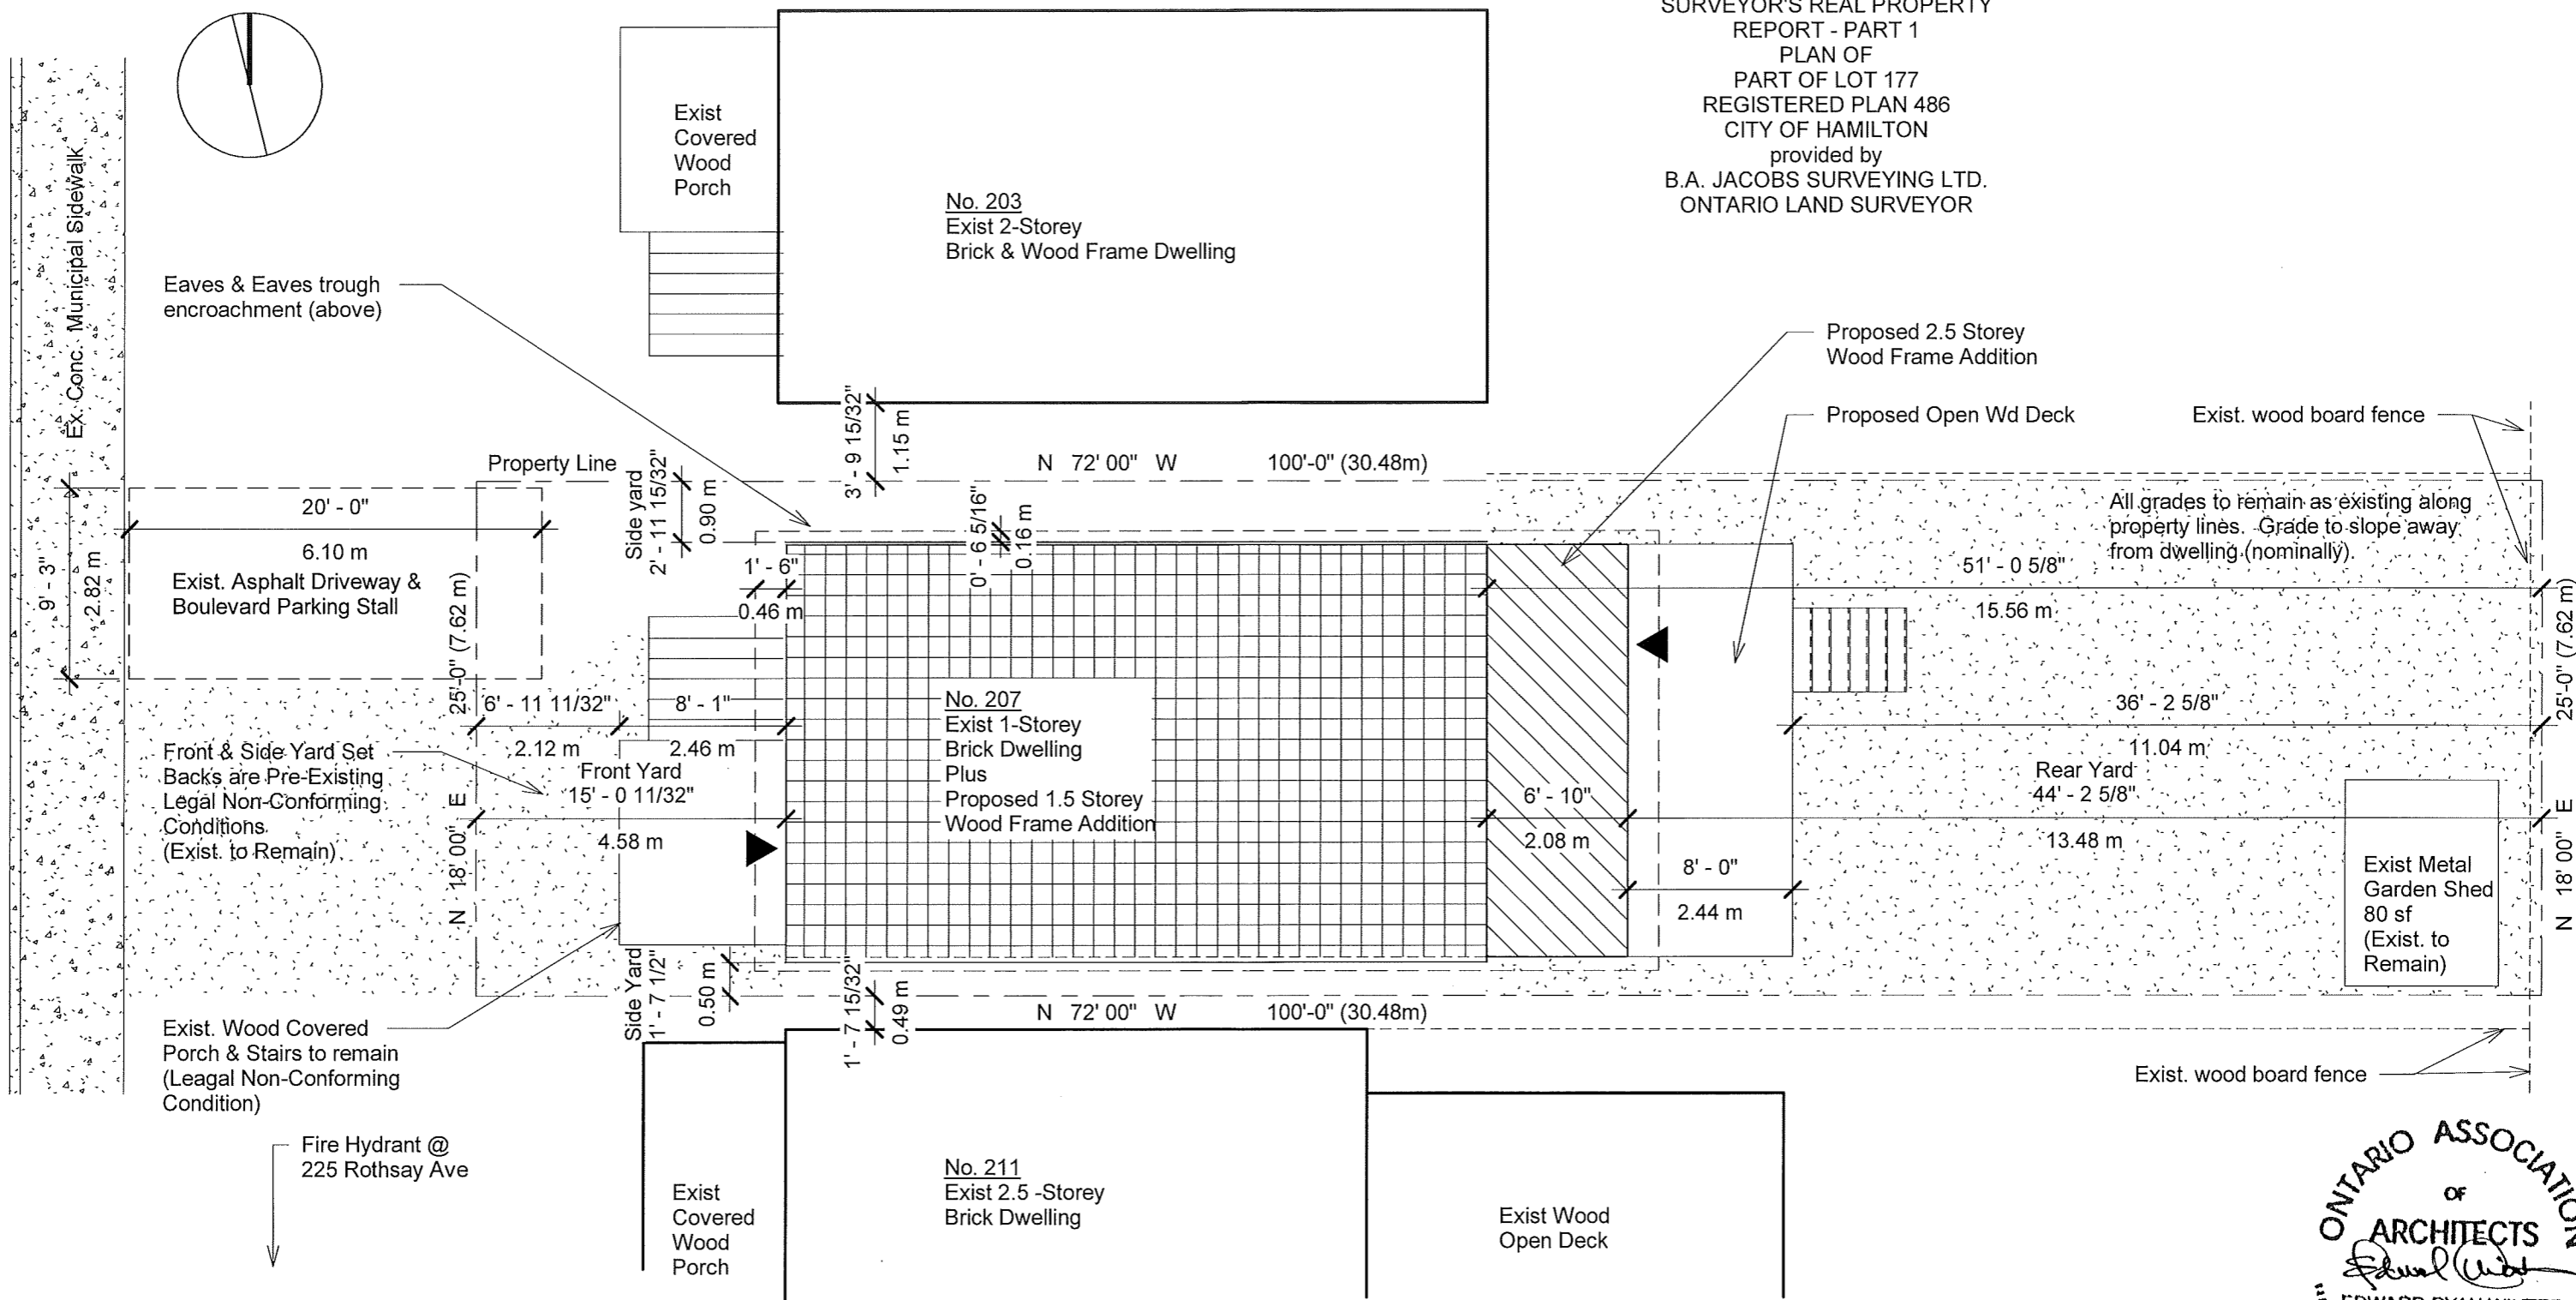 SURVEYOR'S REAL PROPERTY
REPORT - PART 1
PLAN OF
PART OF LOT 177
REGISTERED PLAN 486
CITY OF HAMILTON
provided by
B.A. JACOBS SURVEYING LTD.
ONTARIO LAND SURVEYOR
Ex. Conc. Municipal Sidewalk
Exist
Covered
Wood
Porch
No. 203
Exist 2-Storey
Brick & Wood Frame Dwelling
Eaves & Eaves trough
encroachment (above)
Proposed 2.5 Storey
Wood Frame Addition
Proposed Open Wd Deck
Exist. wood board fence
3' - 9 15/32"
1.15 m
Property Line
N 72' 00" W 100'-0" (30.48m)
Side yard
2' - 11 15/32"
0.90 m
20' - 0"
6.10 m
9' - 3"
2.82 m
Exist. Asphalt Driveway &
Boulevard Parking Stall
0' - 6 5/16"
0.16 m
1' - 6"
0.46 m
All grades to remain as existing along
property lines. Grade to slope away
from dwelling (nominally).
51' - 0 5/8"
15.56 m
25'-0" (7.62 m)
N 18' 00" E
6' - 11 11/32"
2.12 m
8' - 1"
2.46 m
36' - 2 5/8"
11.04 m
25'-0" (7.62 m)
N 18' 00" E
Front & Side Yard Set
Backs are Pre-Existing
Legal Non-Conforming
Conditions
(Exist. to Remain)
Front Yard
15' - 0 11/32"
4.58 m
No. 207
Exist 1-Storey
Brick Dwelling
Plus
Proposed 1.5 Storey
Wood Frame Addition
6' - 10"
2.08 m
Rear Yard
44' - 2 5/8"
13.48 m
8' - 0"
2.44 m
Exist Metal
Garden Shed
80 sf
(Exist. to
Remain)
Side Yard
1' - 7 1/2"
0.50 m
1' - 7 15/32"
0.49 m
N 72' 00" W 100'-0" (30.48m)
Exist. Wood Covered
Porch & Stairs to remain
(Leagal Non-Conforming
Condition)
Exist. wood board fence
Fire Hydrant @
225 Rothsay Ave
Exist
Covered
Wood
Porch
No. 211
Exist 2.5 -Storey
Brick Dwelling
Exist Wood
Open Deck
ONTARIO ASSOCIATION
OF
ARCHITECTS